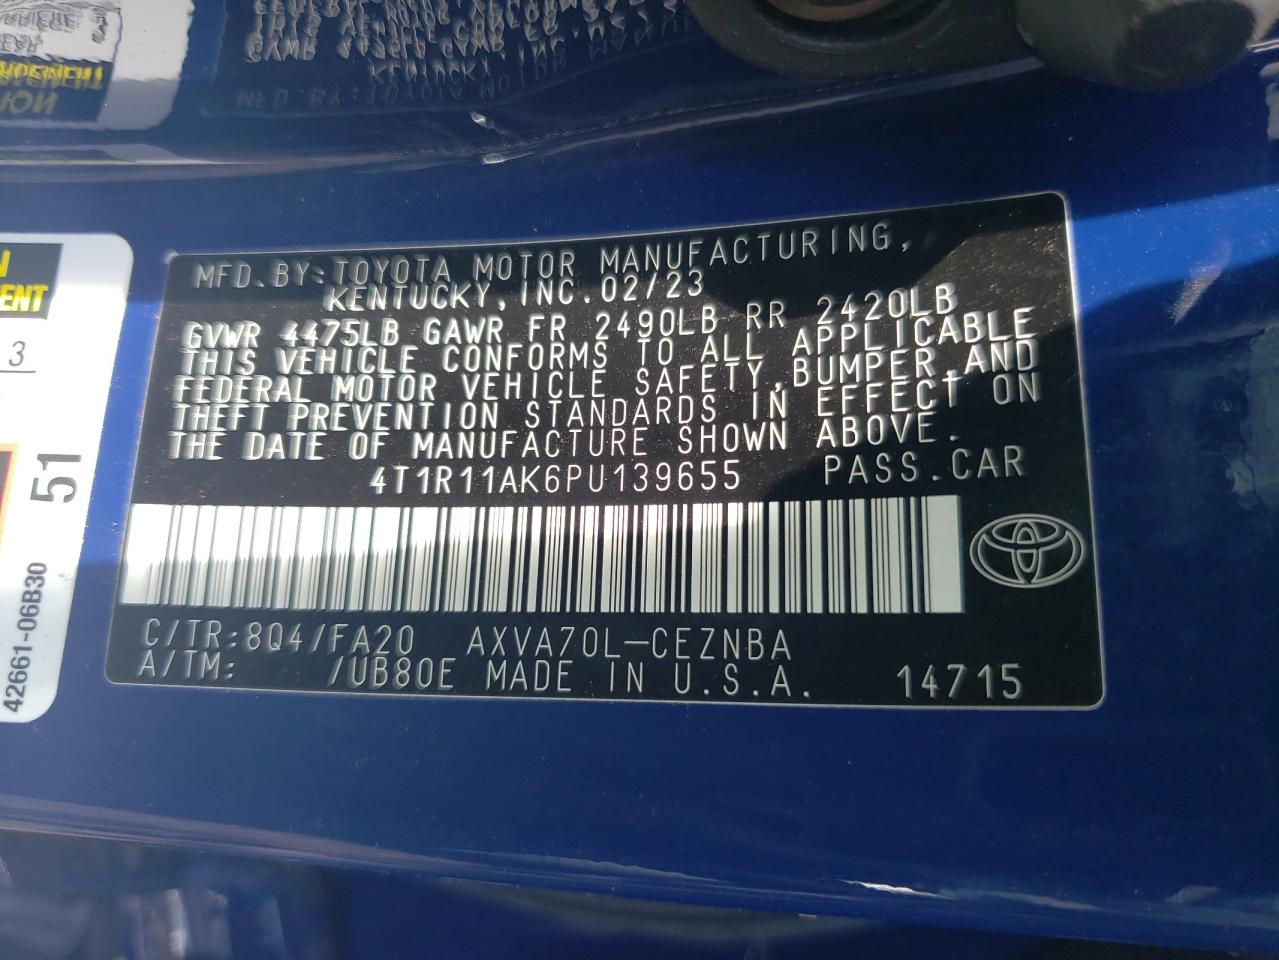 MFD.BY:TOYOTA MOTOR MANUFACTURING,
KENTUCKY, INC. 02/23
GVWR 4475LB GAWR FR 2490LB RR 2420LB
THIS VEHICLE CONFORMS TO ALL APPLICABLE
FEDERAL MOTOR VEHICLE SAFETY,BUMPER,AND
THEFT PREVENTION STANDARDS IN EFFECT ON
THE DATE OF MANUFACTURE SHOWN ABOVE.
4T1R11AK6PU139655 PASS.CAR
C/TR:8Q4/FA20 AXVA70L-CEZNBA
A/TM: /UB80E MADE IN U.S.A. 14715
3
51
42661-06B30